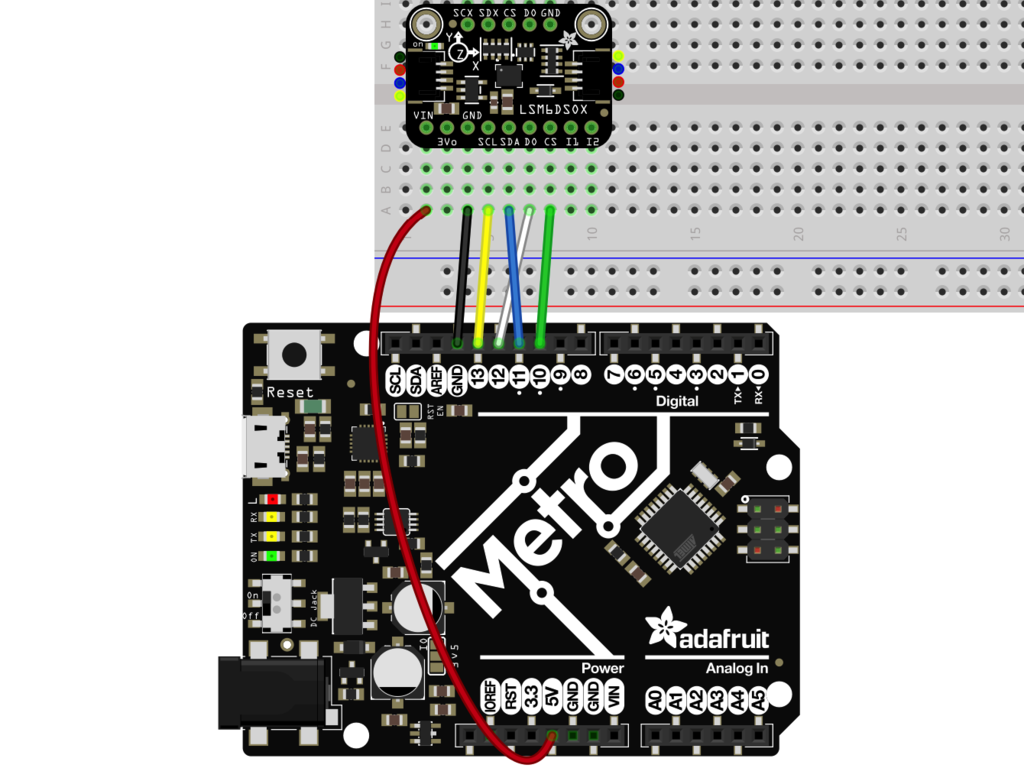 SCX SDX CS DO GND
on
Y
Z
X
LSM6DSOX
VIN GND
3Vo SCL SDA DO CS I1 I2
I
H
G
F
E
D
C
B
A
5 10 15 20 25 30
Reset
SCL SDA AREF GND 13 12 11 10 9 8 7 6 5 4 3 2 1 0
TX▸ RX◂
RST
EN
Digital
Metro
L
RX
TX
ON
On
Off
DC Jack
IO
3V5
adafruit
Power Analog In
IOREF RST 3.3 5V GND GND VIN A0 A1 A2 A3 A4 A5